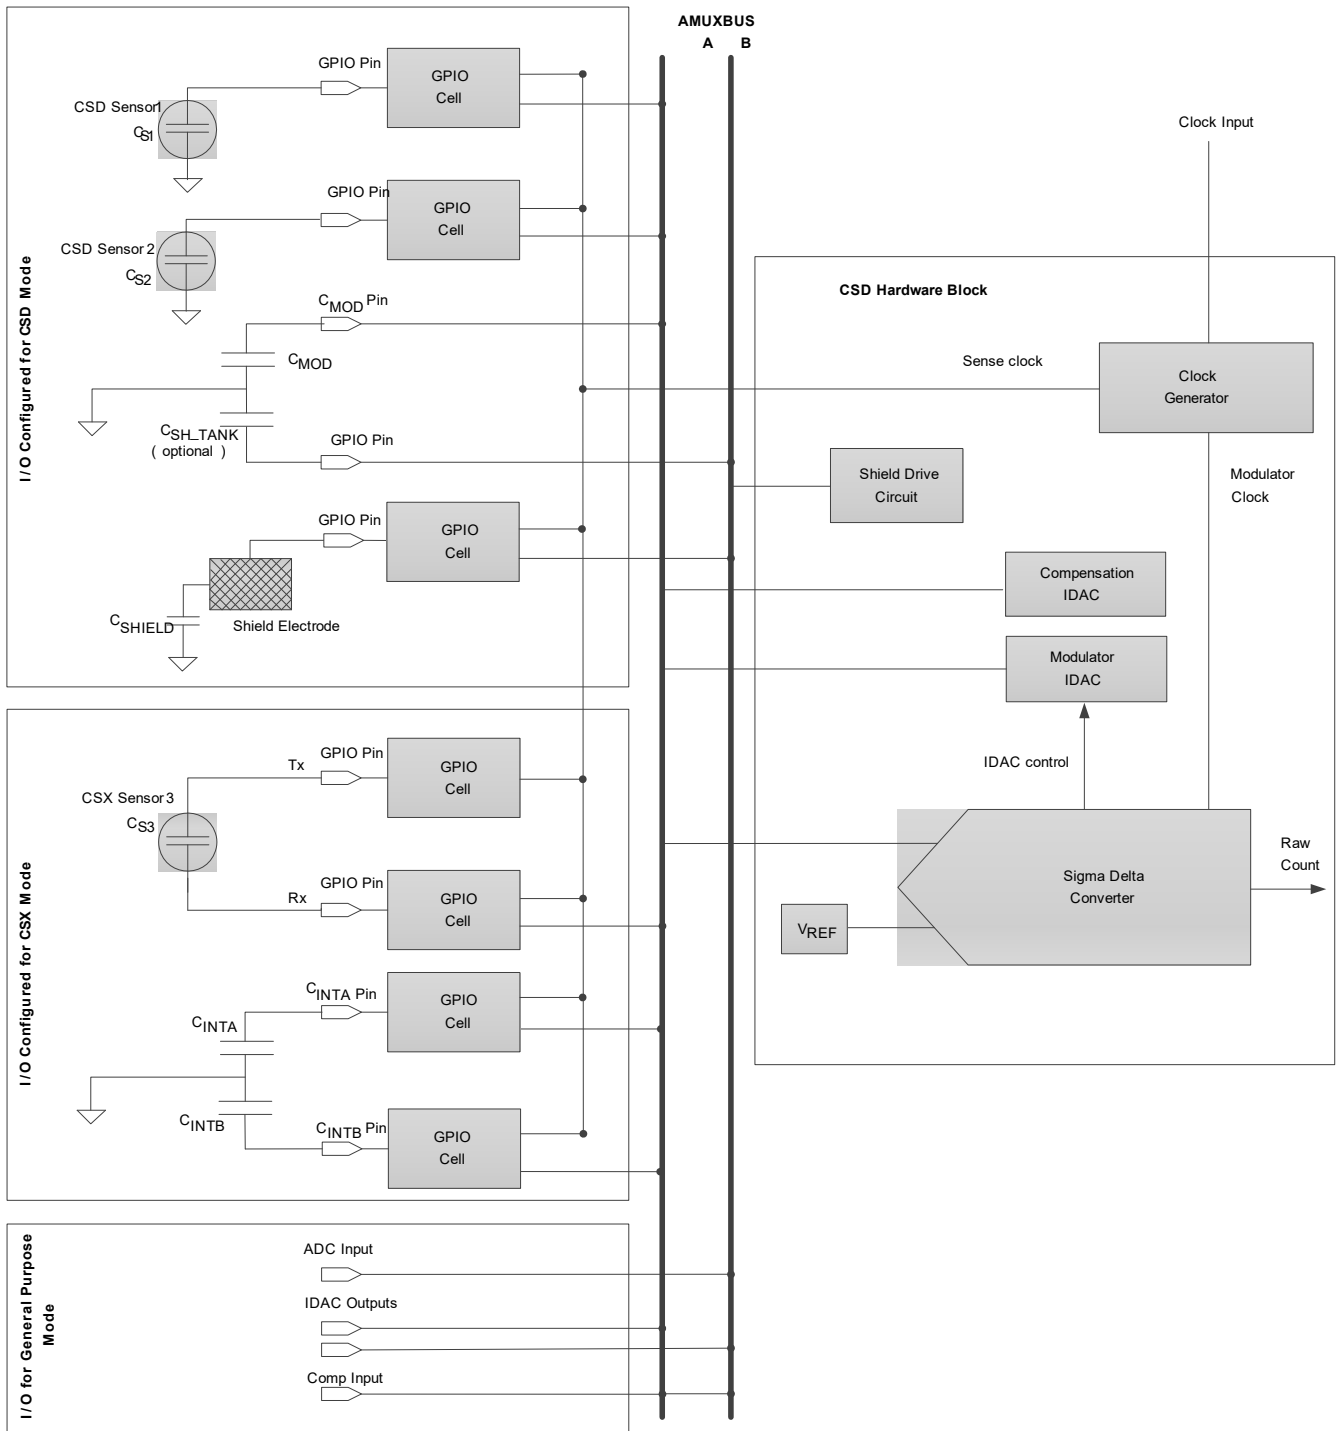 AMUXBUS
A B
I/O Configured for CSD Mode
GPIO Pin
GPIO
Cell
CSD Sensor1
CS1
GPIO Pin
GPIO
Cell
CSD Sensor 2
CS2
CMOD Pin
CMOD
CSH_TANK
( optional )
GPIO Pin
GPIO Pin
GPIO
Cell
CSHIELD
Shield Electrode
I/O Configured for CSX Mode
Tx
GPIO Pin
GPIO
Cell
CSX Sensor 3
CS3
Rx
GPIO Pin
GPIO
Cell
CINTA Pin
GPIO
Cell
CINTA
CINTB
CINTB Pin
GPIO
Cell
I/O for General Purpose
Mode
ADC Input
IDAC Outputs
Comp Input
Clock Input
CSD Hardware Block
Sense clock
Clock
Generator
Shield Drive
Circuit
Modulator
Clock
Compensation
IDAC
Modulator
IDAC
IDAC control
Sigma Delta
Converter
VREF
Raw
Count